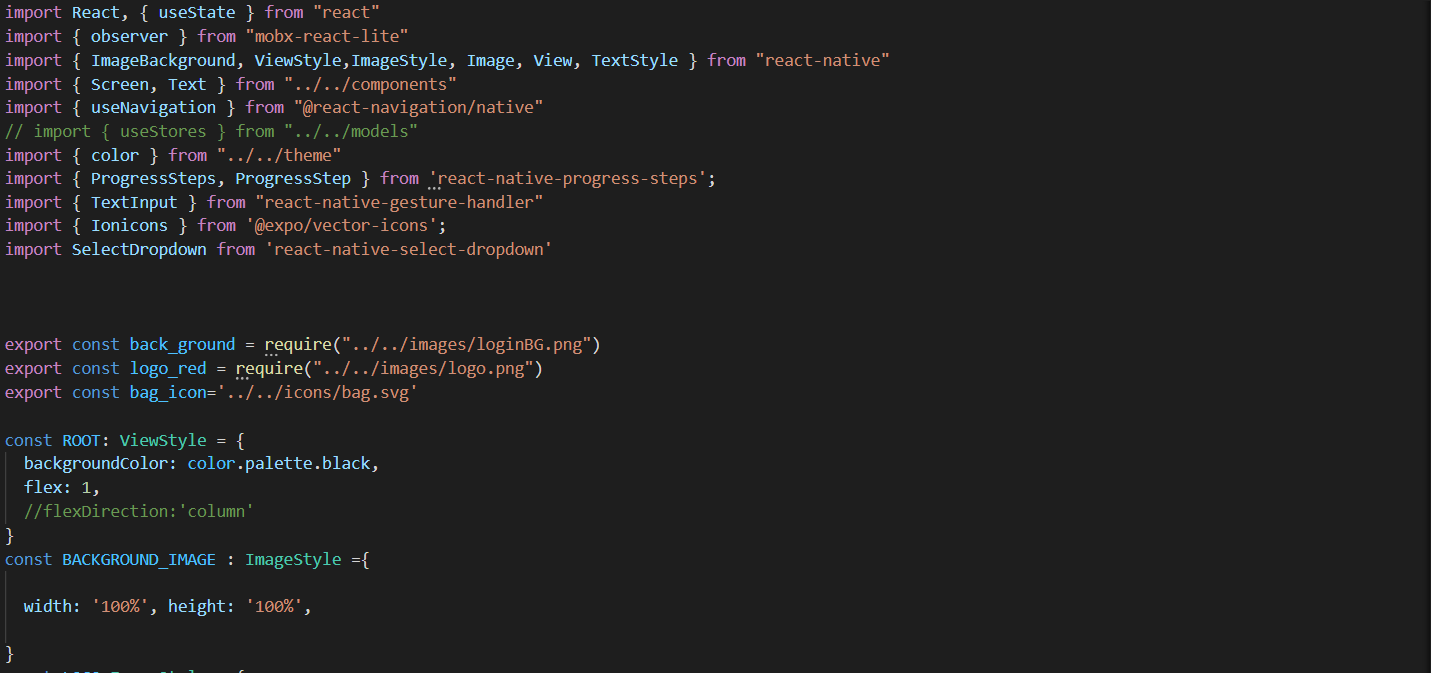 import React, { useState } from "react"
import { observer } from "mobx-react-lite"
import { ImageBackground, ViewStyle,ImageStyle, Image, View, TextStyle } from "react-native"
import { Screen, Text } from "../../components"
import { useNavigation } from "@react-navigation/native"
// import { useStores } from "../../models"
import { color } from "../../theme"
import { ProgressSteps, ProgressStep } from 'react-native-progress-steps';
import { TextInput } from "react-native-gesture-handler"
import { Ionicons } from '@expo/vector-icons';
import SelectDropdown from 'react-native-select-dropdown'
export const back_ground = require("../../images/loginBG.png")
export const logo_red = require("../../images/logo.png")
export const bag_icon='../../icons/bag.svg'
const ROOT: ViewStyle = {
  backgroundColor: color.palette.black,
  flex: 1,
  //flexDirection:'column'
}
const BACKGROUND_IMAGE : ImageStyle ={
  width: '100%', height: '100%',
}